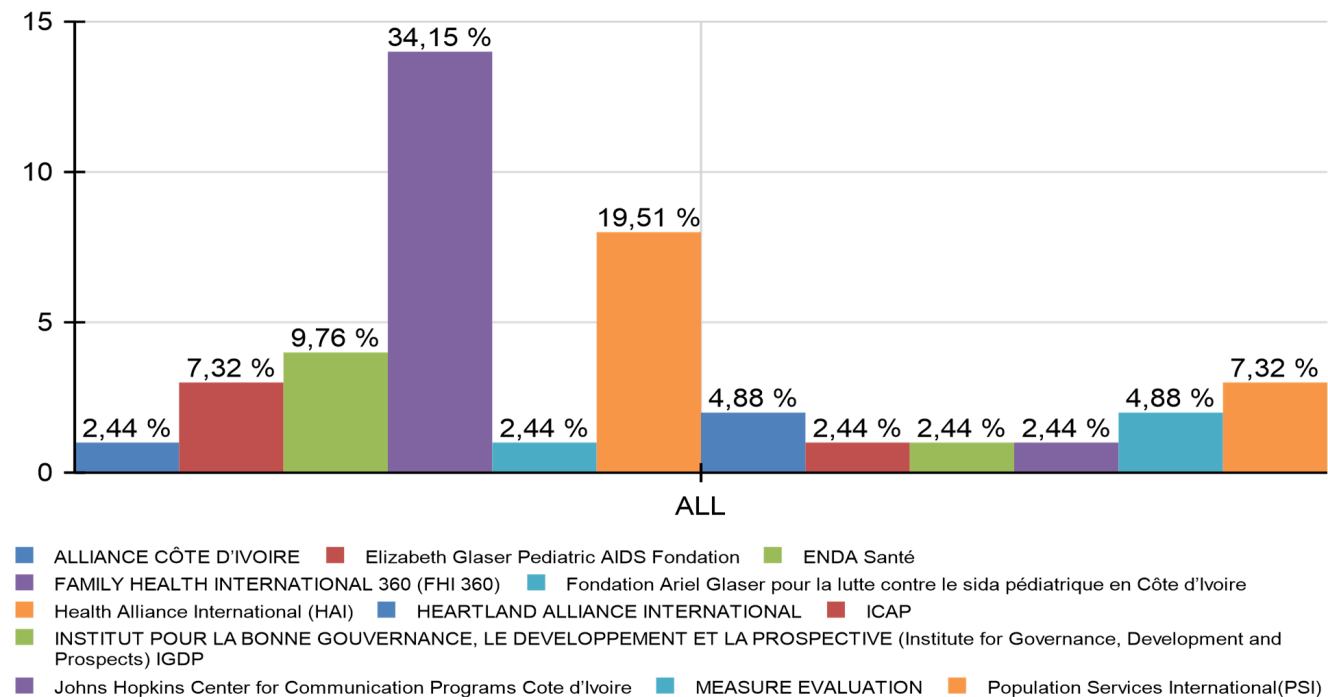 15
34,15 %
10
19,51 %
5
9,76 %
7,32 %
7,32 %
4,88 %
4,88 %
2,44 %
2,44 %
2,44 %
2,44 %
2,44 %
0
ALL
ALLIANCE CÔTE D'IVOIRE Elizabeth Glaser Pediatric AIDS Fondation ENDA Santé
FAMILY HEALTH INTERNATIONAL 360 (FHI 360) Fondation Ariel Glaser pour la lutte contre le sida pédiatrique en Côte d'Ivoire
Health Alliance International (HAI) HEARTLAND ALLIANCE INTERNATIONAL ICAP
INSTITUT POUR LA BONNE GOUVERNANCE, LE DEVELOPPEMENT ET LA PROSPECTIVE (Institute for Governance, Development and
Prospects) IGDP
Johns Hopkins Center for Communication Programs Cote d'Ivoire MEASURE EVALUATION Population Services International(PSI)